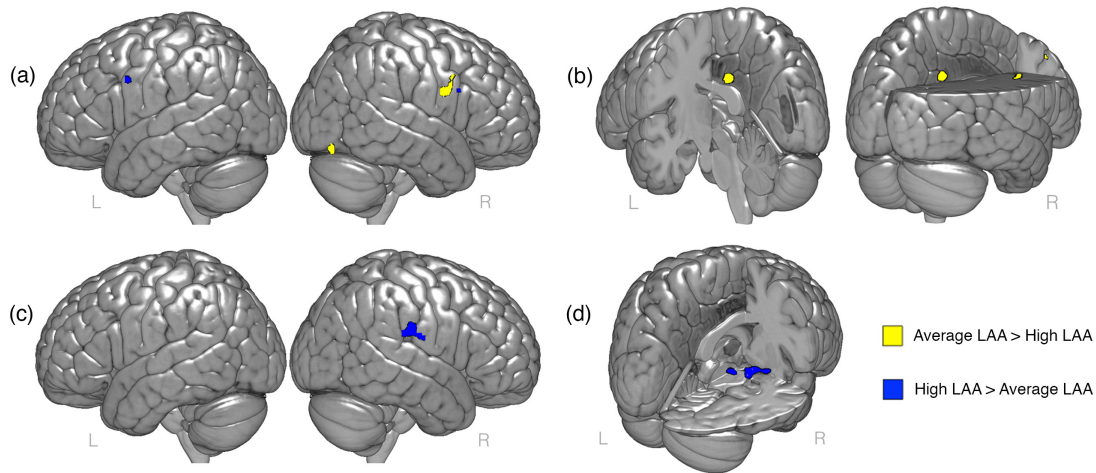 (a)
(b)
L
R
L
R
(c)
(d)
Average LAA > High LAA
High LAA > Average LAA
L
R
L
R